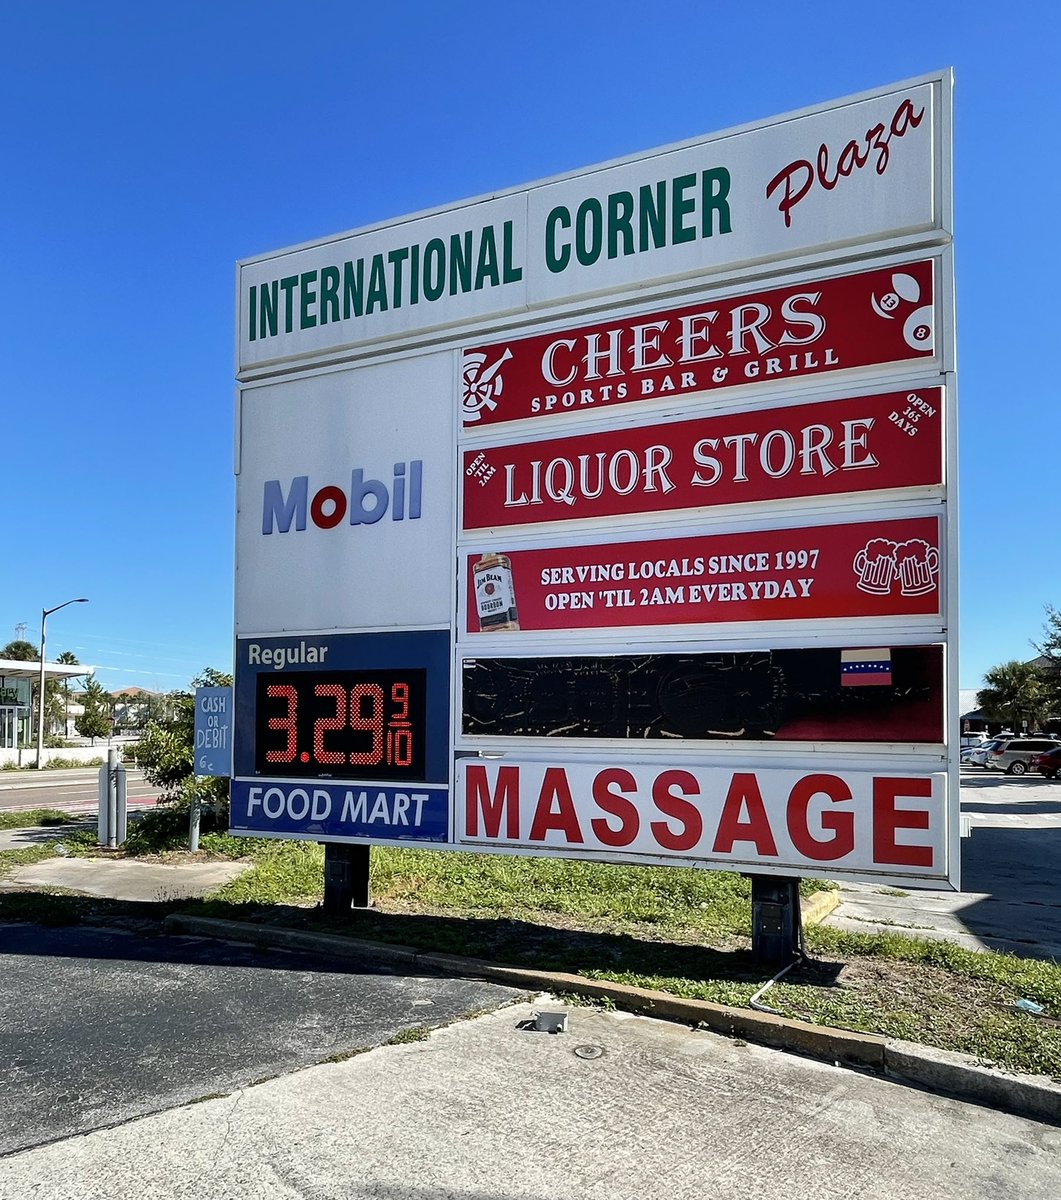 INTERNATIONAL CORNER Plaza
CHEERS
SPORTS BAR & GRILL
13
8
OPEN
'TIL
2AM
LIQUOR STORE
OPEN
365
DAYS
Mobil
JIM BEAM
BOURBON
SERVING LOCALS SINCE 1997
OPEN 'TIL 2AM EVERYDAY
Regular
3.29 9/10
CASH
OR
DEBIT
FOOD MART
MASSAGE